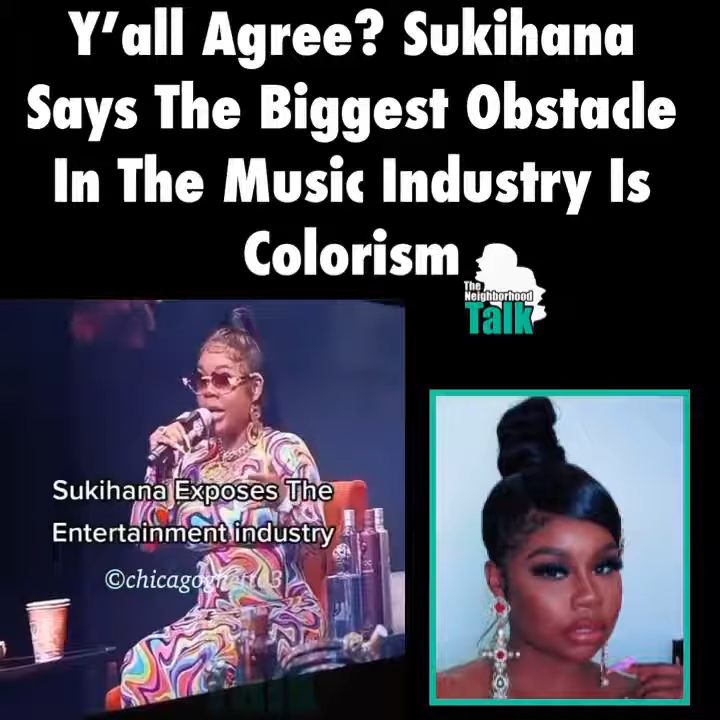 Y'all Agree? Sukihana
Says The Biggest Obstacle
In The Music Industry Is
Colorism
The
Neighborhood
Talk
Sukihana Exposes The
Entertainment industry
Talk